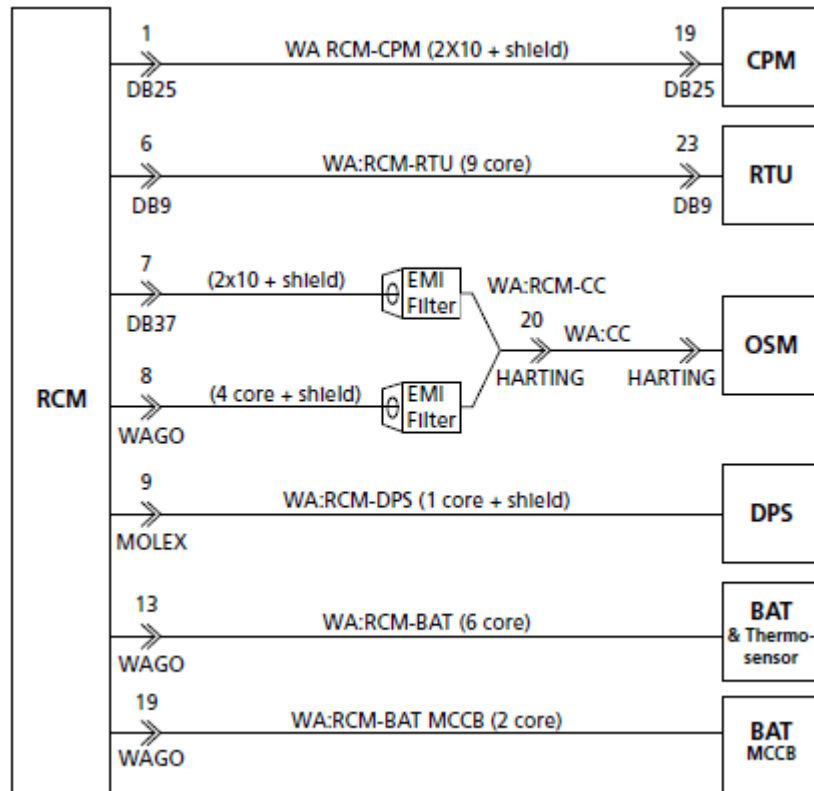 RCM
1
WA RCM-CPM (2X10 + shield)
19
DB25
DB25
CPM
6
WA:RCM-RTU (9 core)
23
DB9
DB9
RTU
7
(2x10 + shield)
EMI
Filter
WA:RCM-CC
DB37
20
WA:CC
HARTING
HARTING
OSM
8
(4 core + shield)
EMI
Filter
WAGO
9
WA:RCM-DPS (1 core + shield)
MOLEX
DPS
13
WA:RCM-BAT (6 core)
WAGO
BAT
& Thermo-
sensor
19
WA:RCM-BAT MCCB (2 core)
WAGO
BAT
MCCB